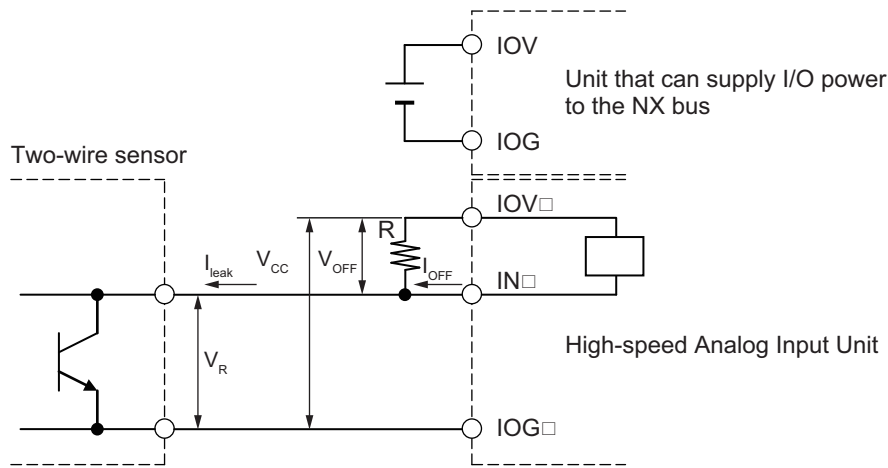 IOV
Unit that can supply I/O power
to the NX bus
IOG
Two-wire sensor
IOV□
R
I_leak
V_CC
V_OFF
I_OFF
IN□
V_R
High-speed Analog Input Unit
IOG□